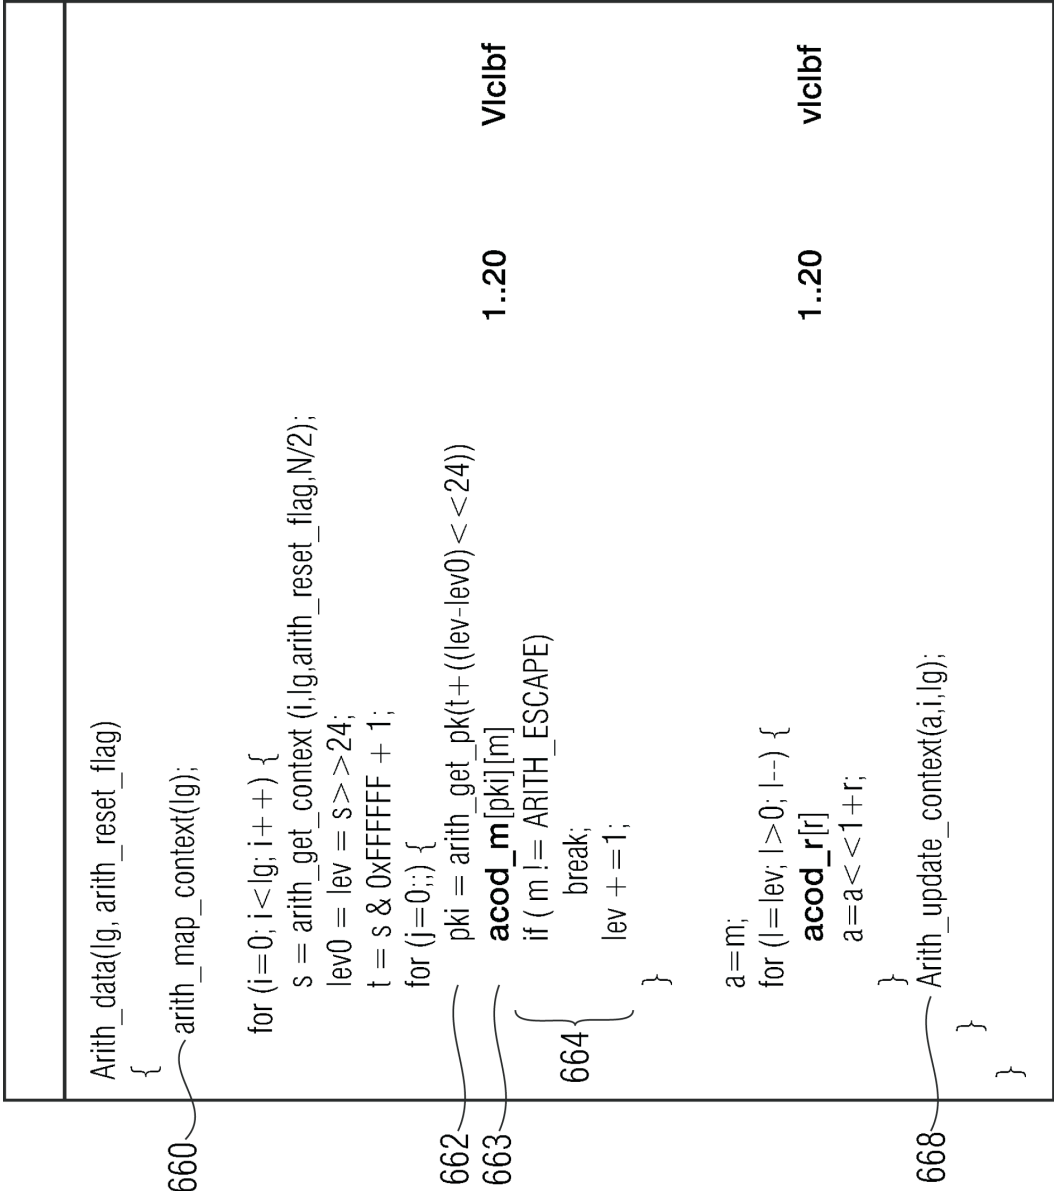 Arith_data(lg, arith_reset_flag)
{
660 arith_map_context(lg);
for (i=0; i<lg; i++) {
s = arith_get_context (i,lg,arith_reset_flag,N/2);
lev0 = lev = s>>24;
t = s & 0xFFFFFF + 1;
for (j=0;;) {
662 pki = arith_get_pk(t+((lev-lev0)<<24))
663 acod_m[pki][m] 1..20 Vlclbf
if ( m != ARITH_ESCAPE)
664 break;
lev +=1;
}
a=m;
for (l=lev; l>0; l--) {
acod_r[r] 1..20 vlclbf
a=a<<1+r;
}
668 Arith_update_context(a,i,lg);
}
}